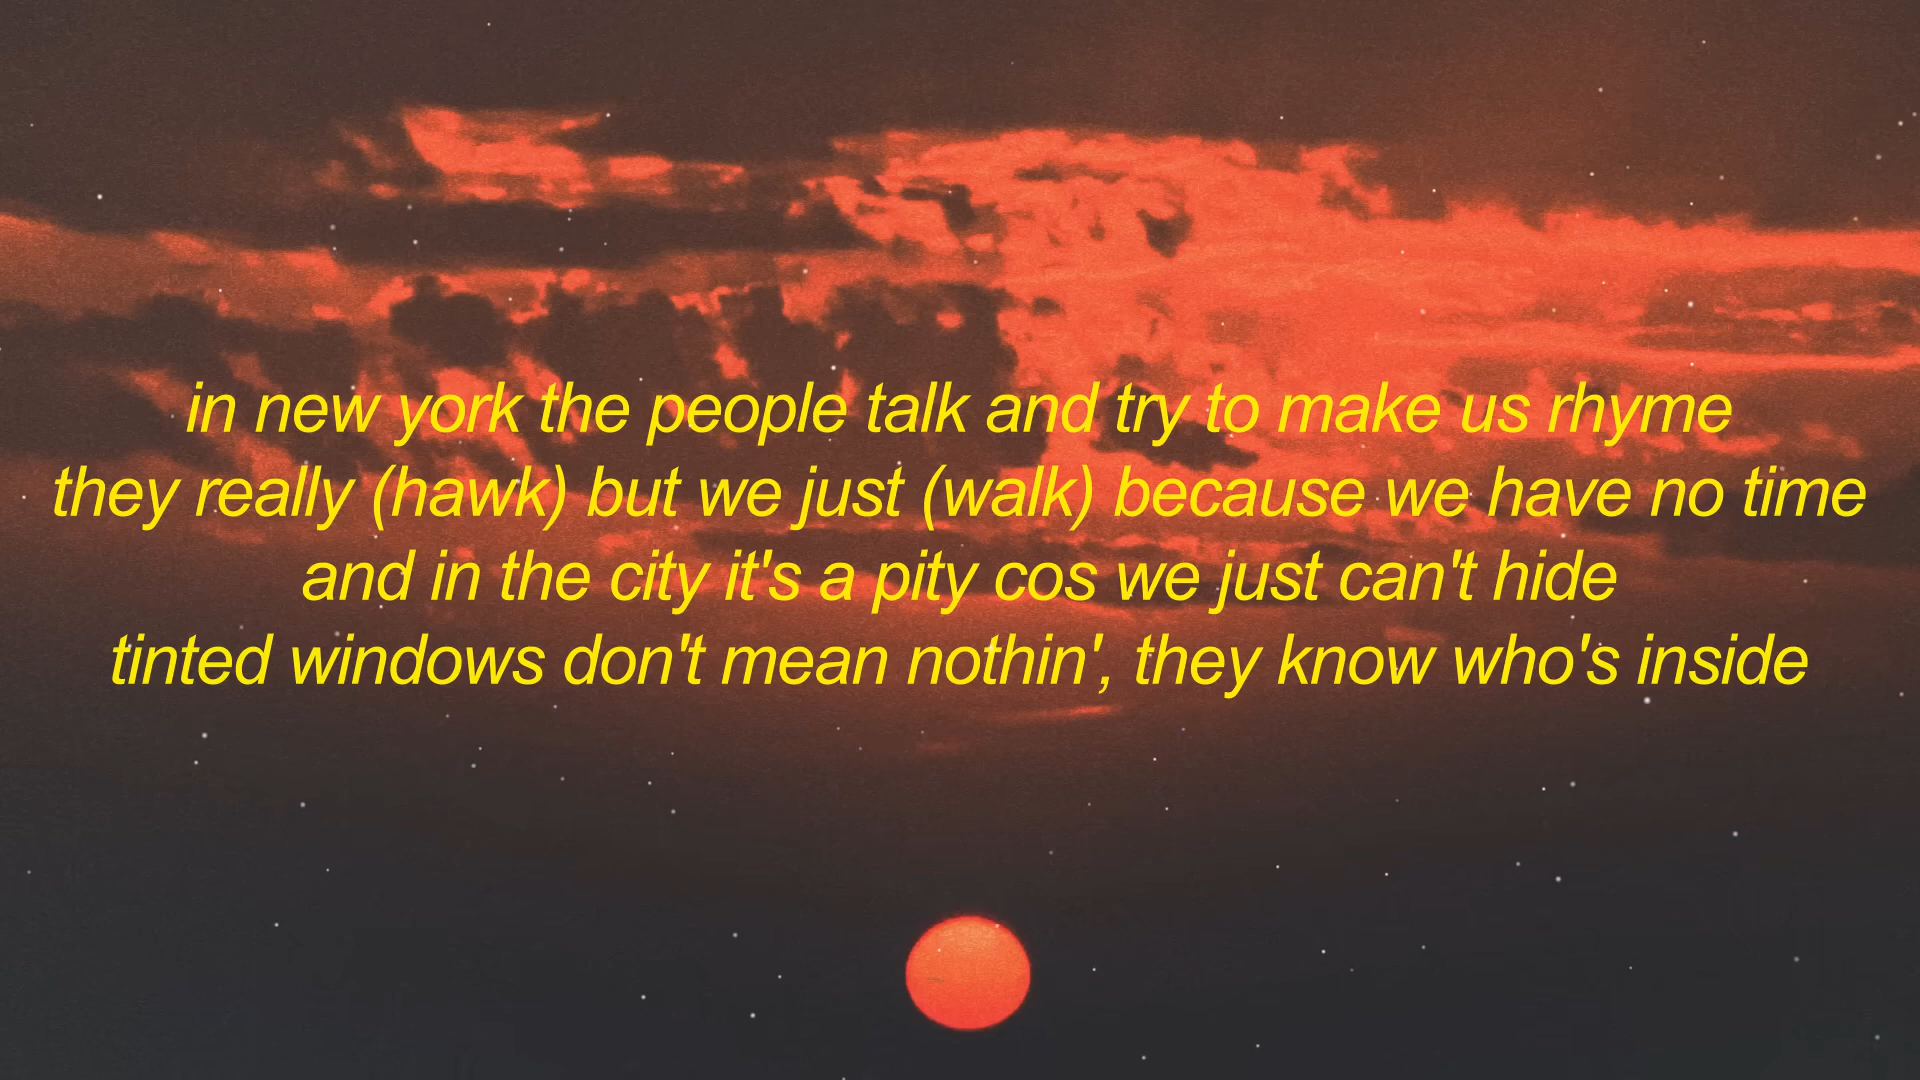 in new york the people talk and try to make us rhyme
they really (hawk) but we just (walk) because we have no time
and in the city it's a pity cos we just can't hide
tinted windows don't mean nothin', they know who's inside